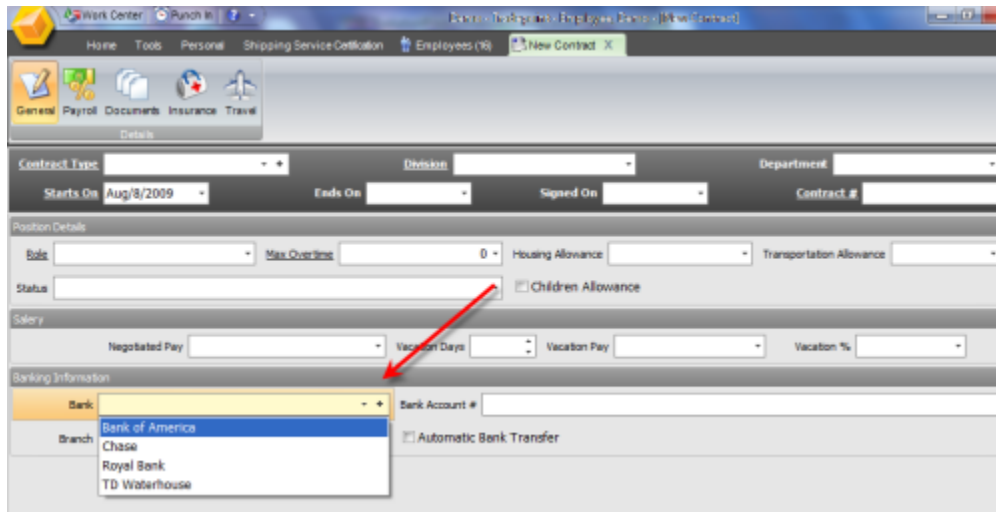 Work Center Punch In
Home Tools Personal Shipping Service Cetification Employees (16) New Contract X
General Payroll Documents Insurance Travel
Details
Contract Type Division Department
Starts On Aug/8/2009 Ends On Signed On Contract #
Position Details
Role Max Overtime 0 Housing Allowance Transportation Allowance
Status Children Allowance
Salery
Negotiated Pay Vacation Days Vacation Pay Vacation %
Banking Information
Bank Bank Account #
Bank of America
Branch Automatic Bank Transfer
Chase
Royal Bank
TD Waterhouse